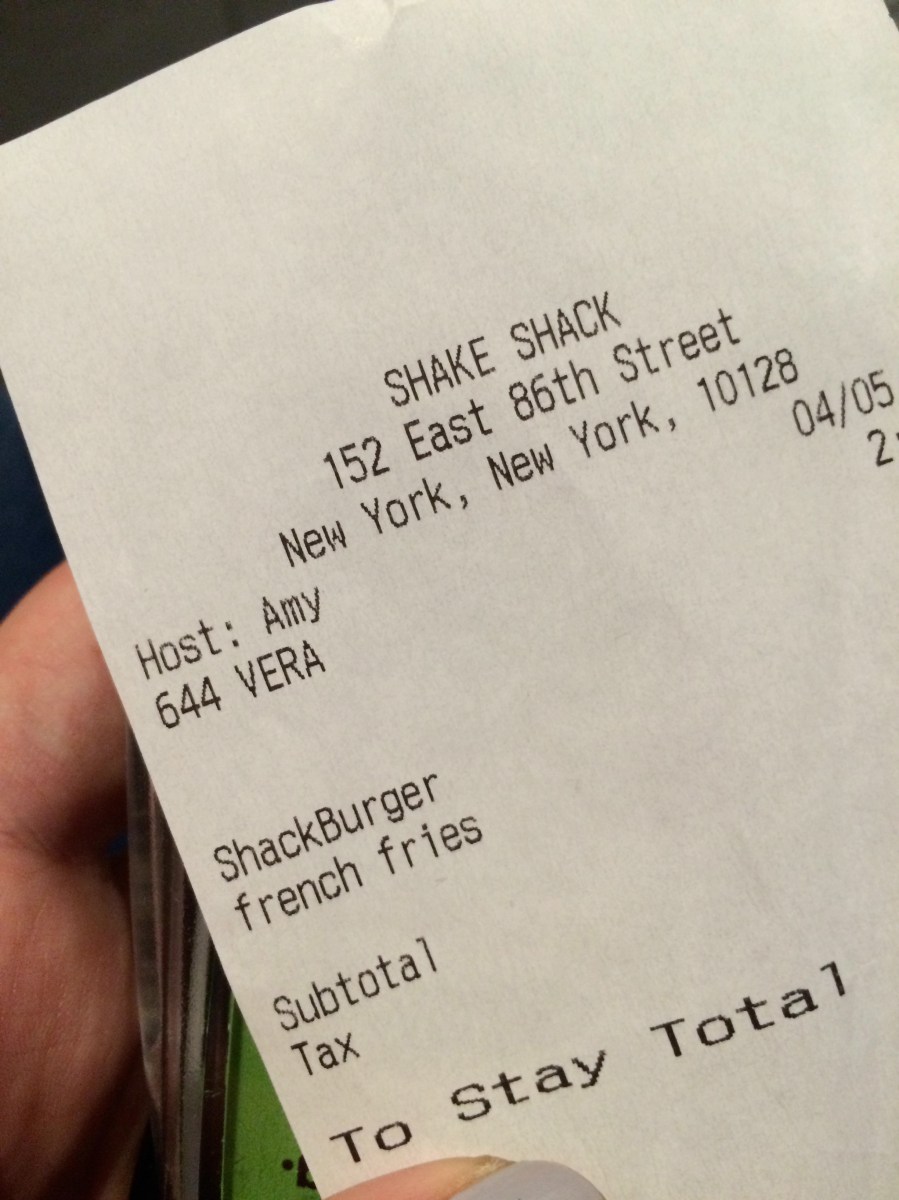 SHAKE SHACK
152 East 86th Street
New York, New York, 10128
04/05
2:
Host: Amy
644 VERA
ShackBurger
french fries
Subtotal
Tax
To Stay Total